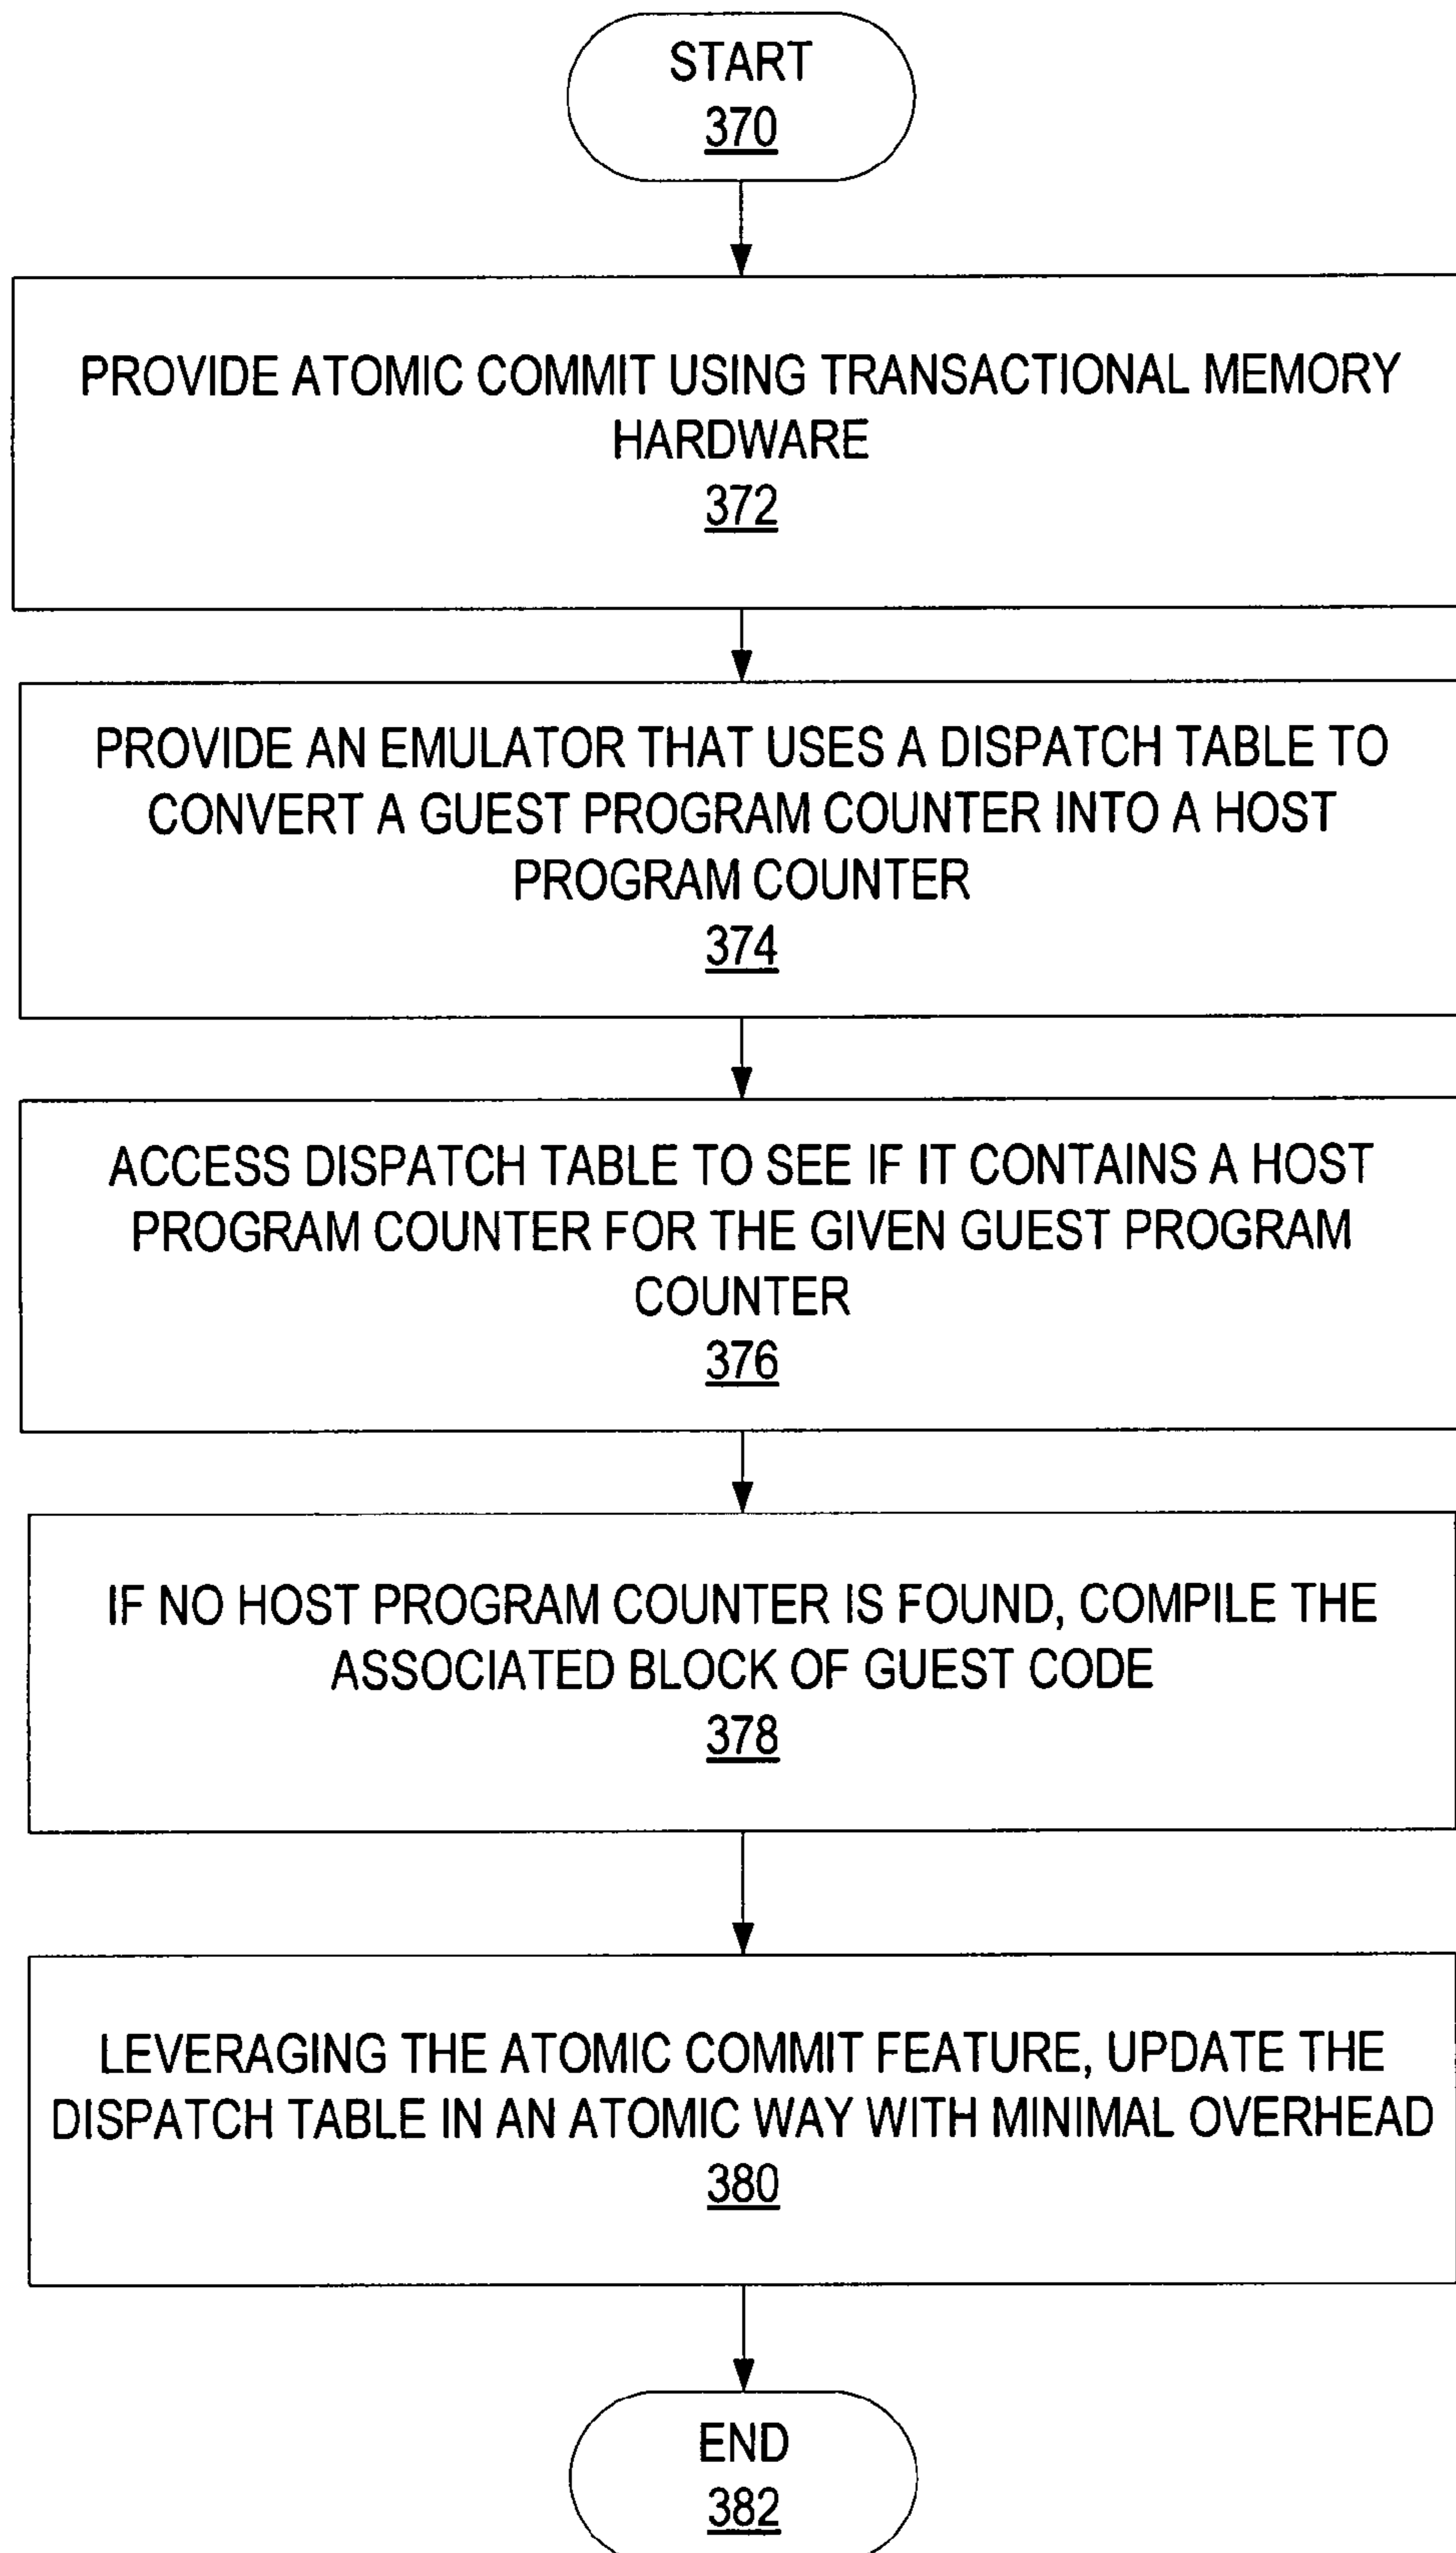 START
370
PROVIDE ATOMIC COMMIT USING TRANSACTIONAL MEMORY
HARDWARE
372
PROVIDE AN EMULATOR THAT USES A DISPATCH TABLE TO
CONVERT A GUEST PROGRAM COUNTER INTO A HOST
PROGRAM COUNTER
374
ACCESS DISPATCH TABLE TO SEE IF IT CONTAINS A HOST
PROGRAM COUNTER FOR THE GIVEN GUEST PROGRAM
COUNTER
376
IF NO HOST PROGRAM COUNTER IS FOUND, COMPILE THE
ASSOCIATED BLOCK OF GUEST CODE
378
LEVERAGING THE ATOMIC COMMIT FEATURE, UPDATE THE
DISPATCH TABLE IN AN ATOMIC WAY WITH MINIMAL OVERHEAD
380
END
382